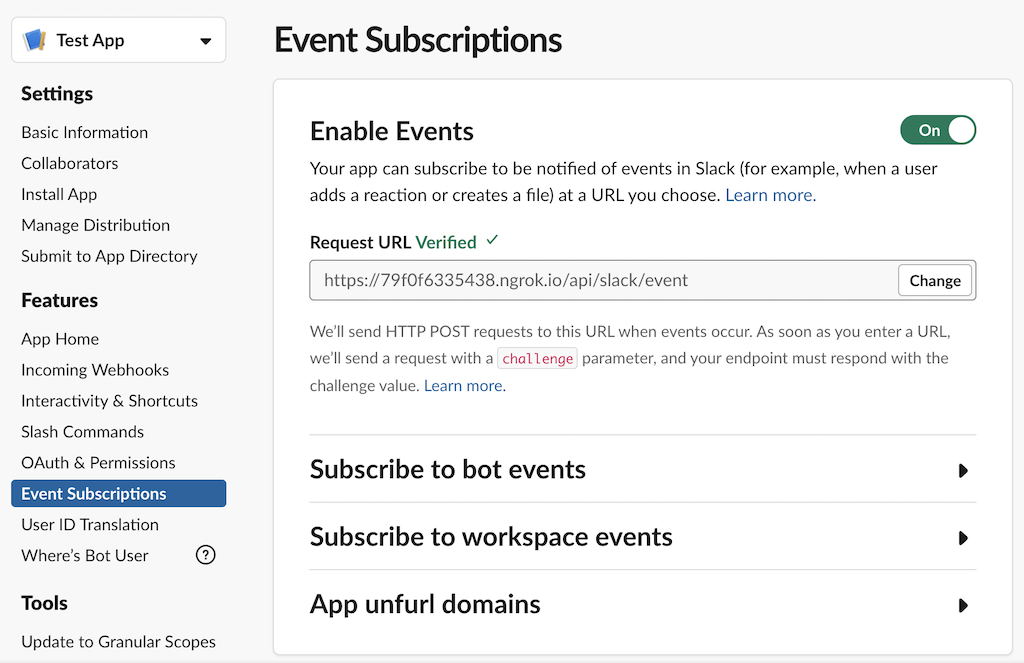 Test App
Settings
Basic Information
Collaborators
Install App
Manage Distribution
Submit to App Directory
Features
App Home
Incoming Webhooks
Interactivity & Shortcuts
Slash Commands
OAuth & Permissions
Event Subscriptions
User ID Translation
Where’s Bot User ?
Tools
Update to Granular Scopes
Event Subscriptions
Enable Events
On
Your app can subscribe to be notified of events in Slack (for example, when a user
adds a reaction or creates a file) at a URL you choose. Learn more.
Request URL Verified ✓
https://79f0f6335438.ngrok.io/api/slack/event
Change
We’ll send HTTP POST requests to this URL when events occur. As soon as you enter a URL,
we’ll send a request with a challenge parameter, and your endpoint must respond with the
challenge value. Learn more.
Subscribe to bot events
Subscribe to workspace events
App unfurl domains